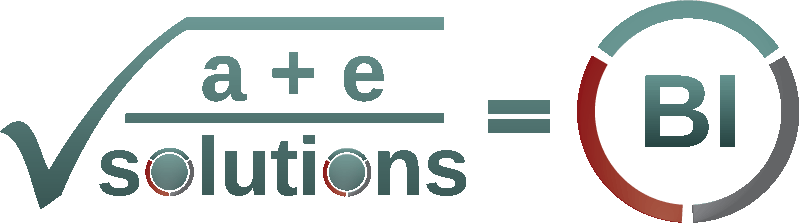 a + e
solutions
= BI